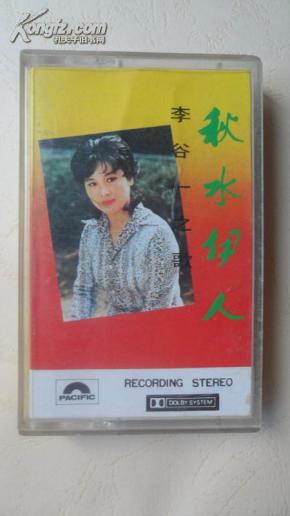 Kongfz.com
孔夫子旧书网
秋水伊人
李谷一之歌
PACIFIC
RECORDING STEREO
DOLBY SYSTEM